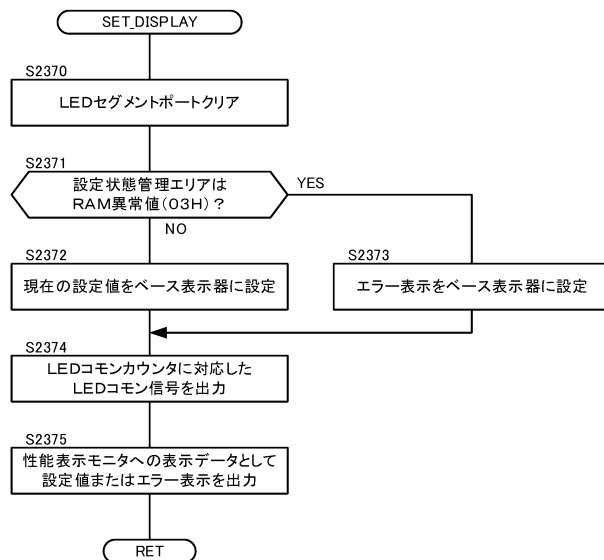 SET_DISPLAY
S2370
LEDセグメントポートクリア
S2371
設定状態管理エリアは
RAM異常値(03H)?
YES
NO
S2372
現在の設定値をベース表示器に設定
S2373
エラー表示をベース表示器に設定
S2374
LEDコモンカウンタに対応した
LEDコモン信号を出力
S2375
性能表示モニタへの表示データとして
設定値またはエラー表示を出力
RET